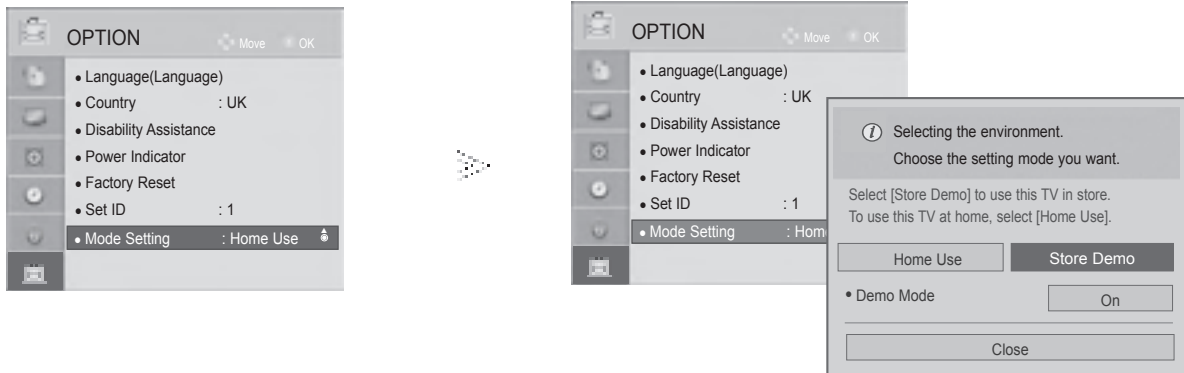 OPTION
Move OK
• Language(Language)
• Country : UK
• Disability Assistance
• Power Indicator
• Factory Reset
• Set ID : 1
• Mode Setting : Home Use
OPTION
Move OK
• Language(Language)
• Country : UK
• Disability Assistance
• Power Indicator
• Factory Reset
• Set ID : 1
• Mode Setting : Hom
i Selecting the environment.
Choose the setting mode you want.
Select [Store Demo] to use this TV in store.
To use this TV at home, select [Home Use].
Home Use Store Demo
• Demo Mode On
Close